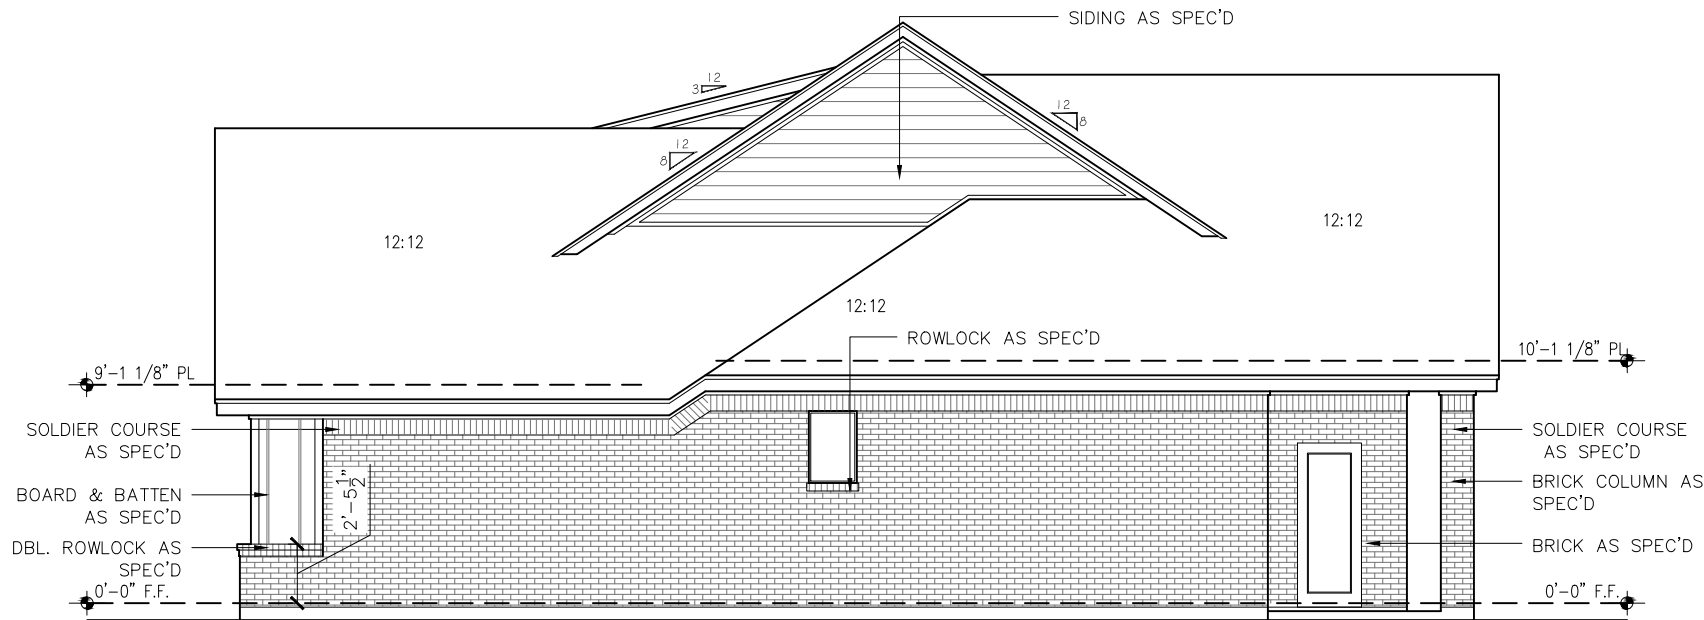 SIDING AS SPEC'D
12
3
12
8
12
8
12:12
12:12
12:12
ROWLOCK AS SPEC'D
9'-1 1/8" PL
10'-1 1/8" PL
SOLDIER COURSE
AS SPEC'D
BOARD & BATTEN
AS SPEC'D
DBL. ROWLOCK AS
SPEC'D
0'-0" F.F.
2'-5 1/2"
SOLDIER COURSE
AS SPEC'D
BRICK COLUMN AS
SPEC'D
BRICK AS SPEC'D
0'-0" F.F.